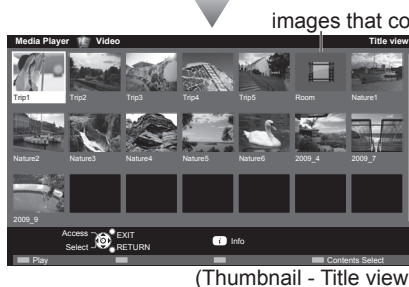 images that co
Media Player Video Title view
Trip1 Trip2 Trip3 Trip4 Trip5 Room Nature1
Nature2 Nature3 Nature4 Nature5 Nature6 2009_4 2009_7
2009_9
Access EXIT
Select RETURN
i Info
Play Contents Select
(Thumbnail - Title view